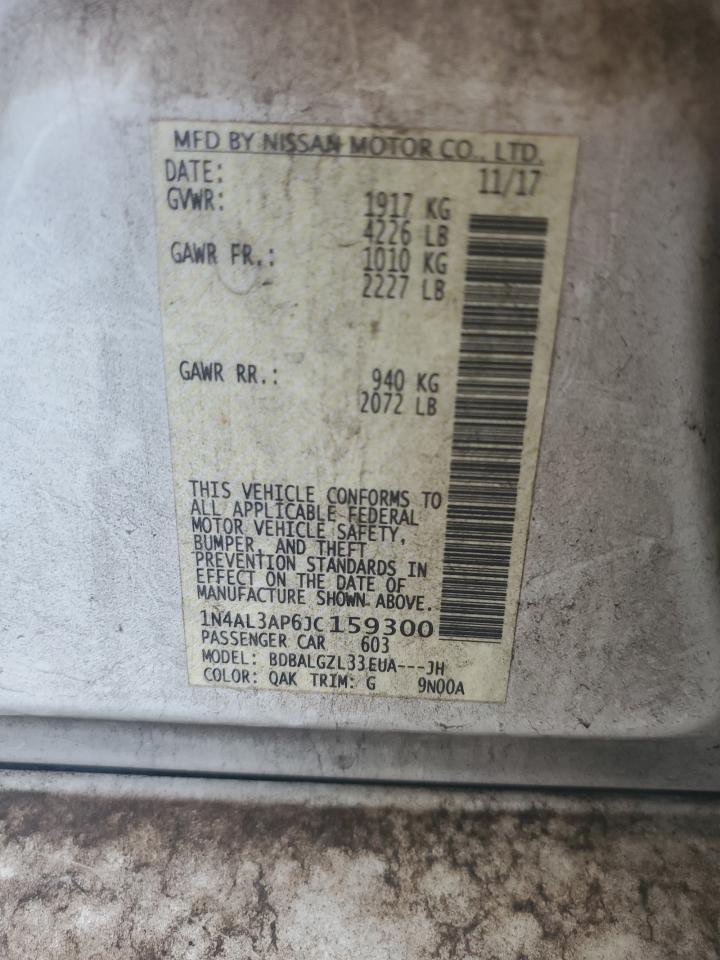 MFD BY NISSAN MOTOR CO., LTD.
DATE: 11/17
GVWR: 1917 KG
4226 LB
GAWR FR.: 1010 KG
2227 LB
GAWR RR.: 940 KG
2072 LB
THIS VEHICLE CONFORMS TO
ALL APPLICABLE FEDERAL
MOTOR VEHICLE SAFETY,
BUMPER, AND THEFT
PREVENTION STANDARDS IN
EFFECT ON THE DATE OF
MANUFACTURE SHOWN ABOVE.
1N4AL3AP6JC159300
PASSENGER CAR 603
MODEL: BDBALGZL33EUA---JH
COLOR: QAK TRIM: G 9N00A